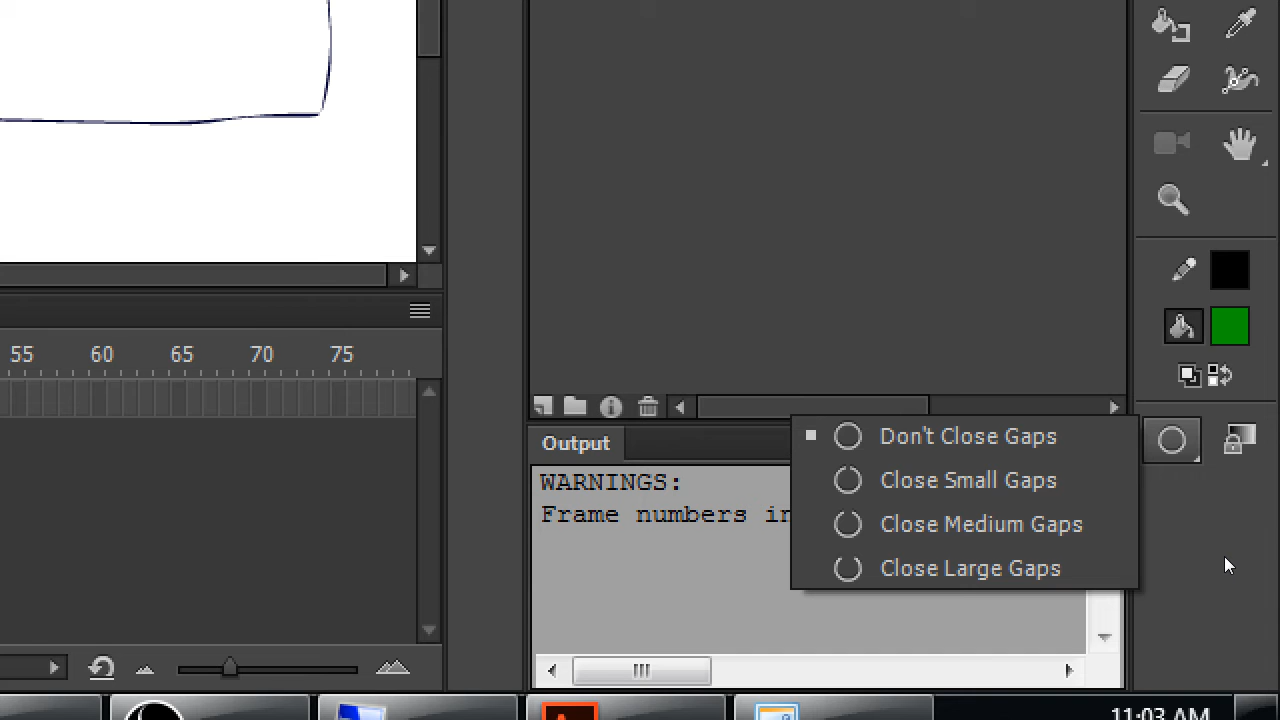 55 60 65 70 75
Output
WARNINGS:
Frame numbers in
Don't Close Gaps
Close Small Gaps
Close Medium Gaps
Close Large Gaps
11:03 AM